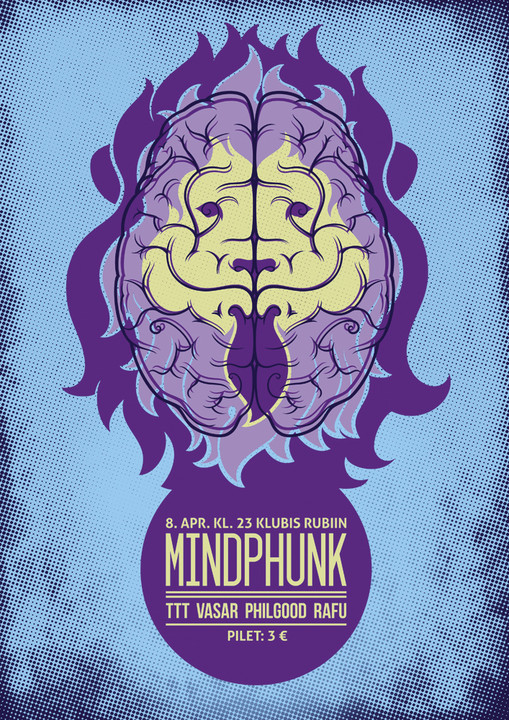 8. APR. KL. 23 KLUBIS RUBIIN
MINDPHUNK
TTT VASAR PHILGOOD RAFU
PILET: 3 €